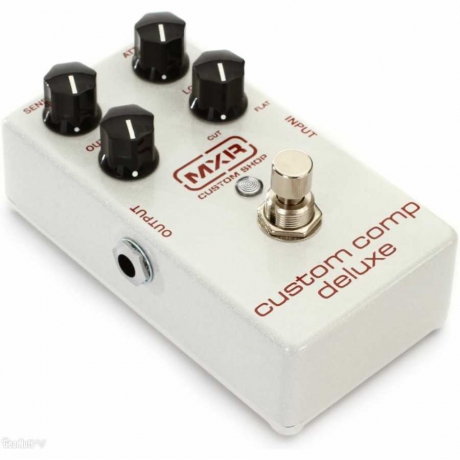 CUT
FLAT
INPUT
OUTPUT
MXR
CUSTOM SHOP
custom comp
deluxe